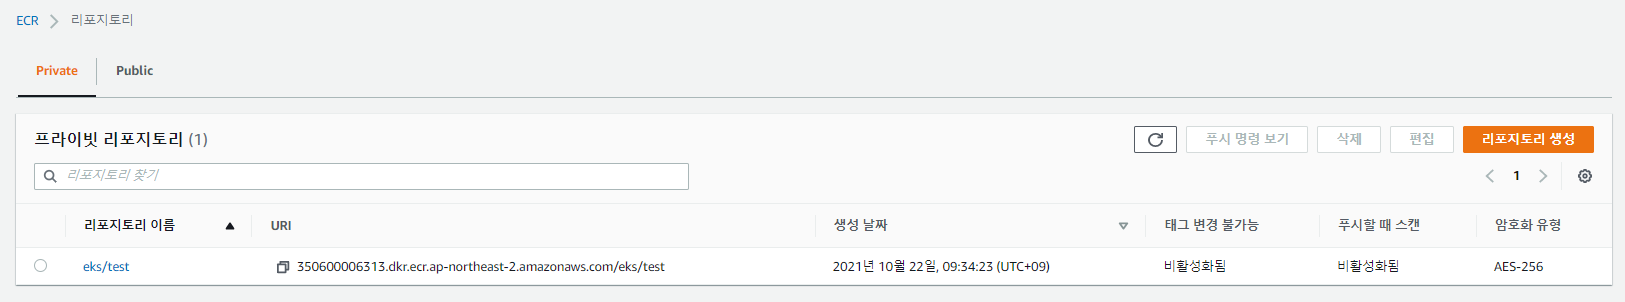 ECR 리포지토리
Private Public
프라이빗 리포지토리 (1) 푸시 명령 보기 삭제 편집 리포지토리 생성
리포지토리 찾기 1
리포지토리 이름 URI 생성 날짜 태그 변경 불가능 푸시할 때 스캔 암호화 유형
eks/test 350600006313.dkr.ecr.ap-northeast-2.amazonaws.com/eks/test 2021년 10월 22일, 09:34:23 (UTC+09) 비활성화됨 비활성화됨 AES-256